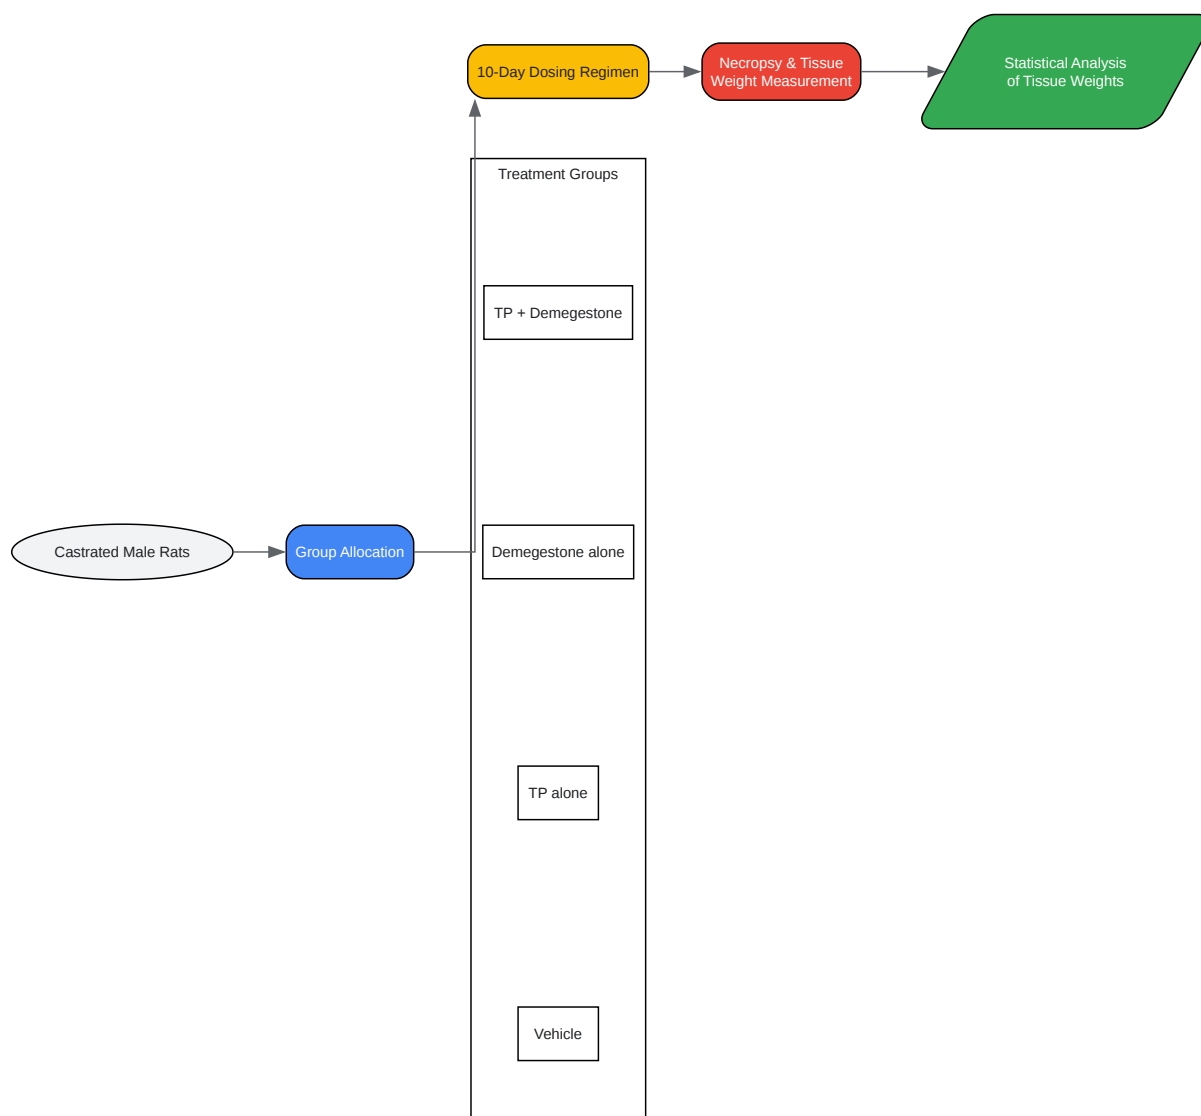 10-Day Dosing Regimen
Necropsy & Tissue
Weight Measurement
Statistical Analysis
of Tissue Weights
Treatment Groups
TP + Demegestone
Castrated Male Rats
Group Allocation
Demegestone alone
TP alone
Vehicle